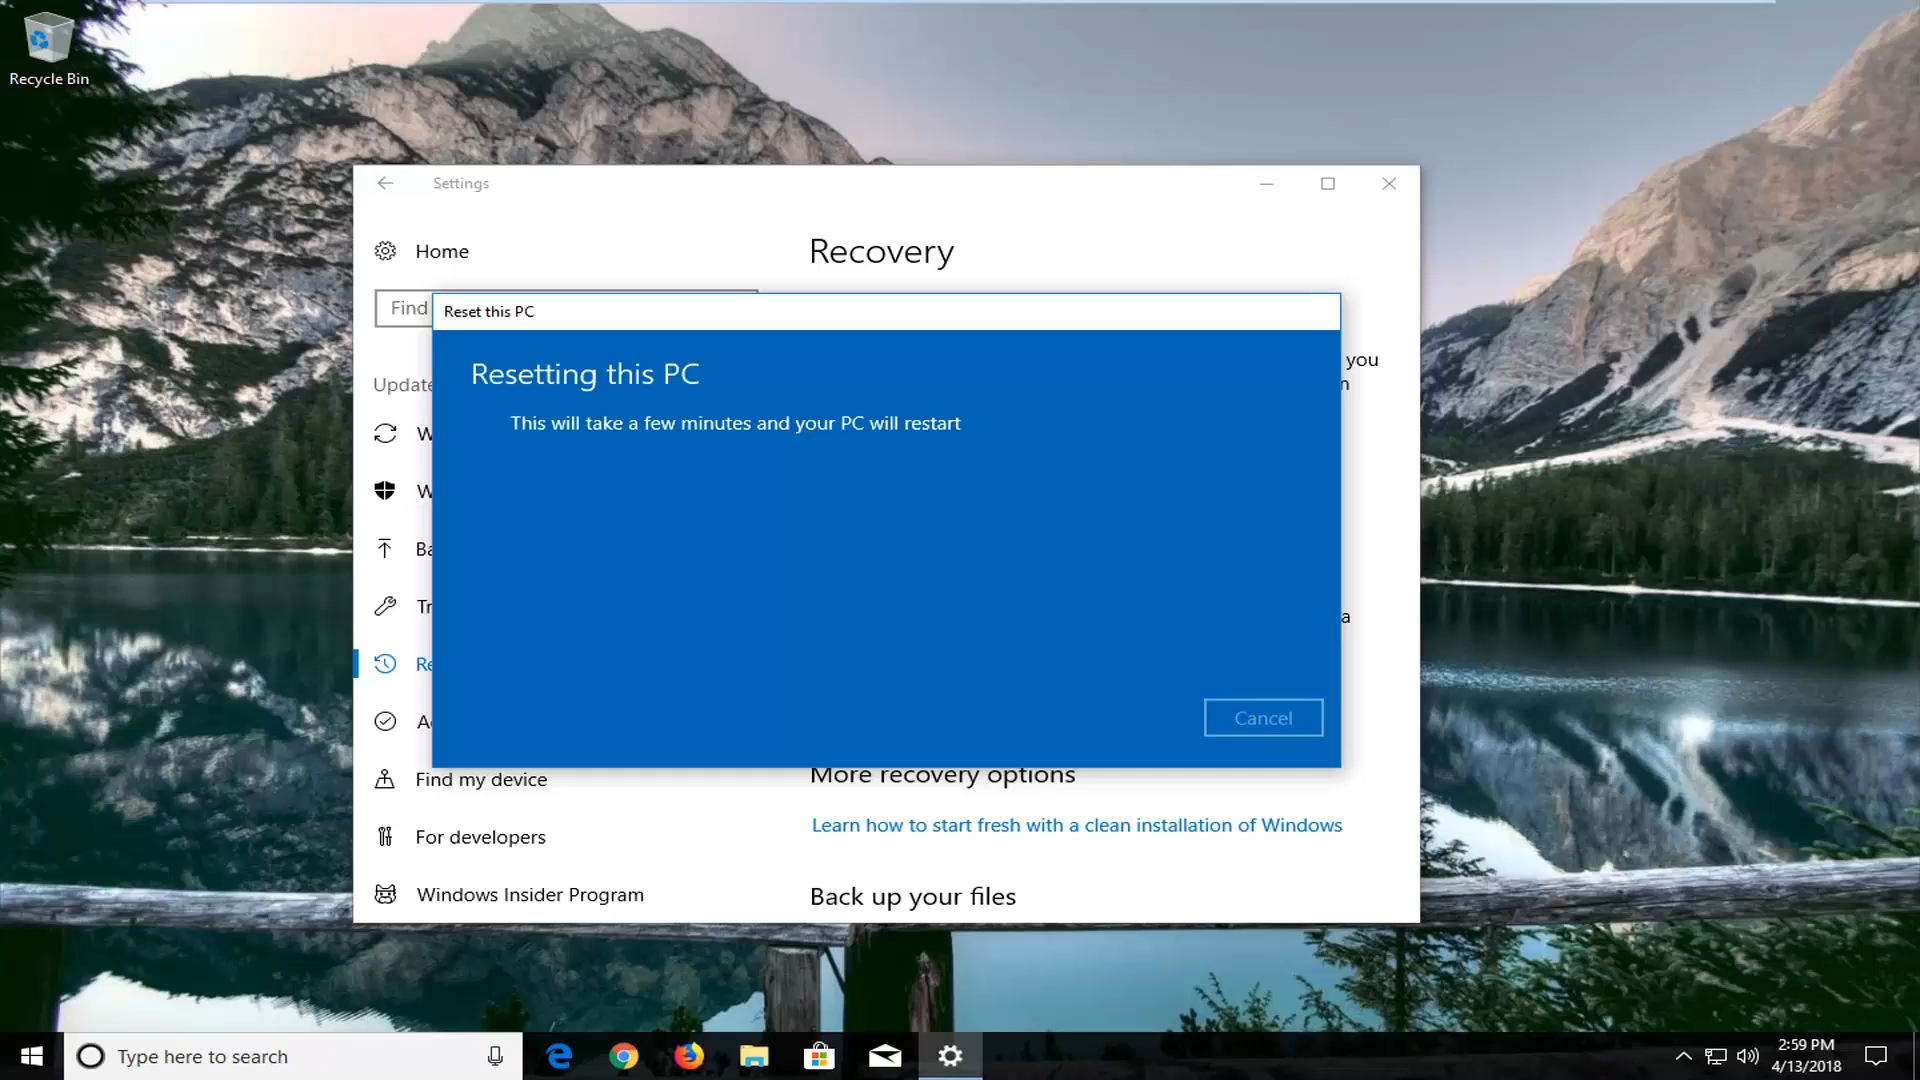 Recycle Bin
Settings
Home
Recovery
Find
Reset this PC
Resetting this PC
This will take a few minutes and your PC will restart
you
Update
W
W
Ba
Tr
a
Re
Cancel
A
Find my device
More recovery options
Learn how to start fresh with a clean installation of Windows
For developers
Windows Insider Program
Back up your files
Type here to search
2:59 PM
4/13/2018